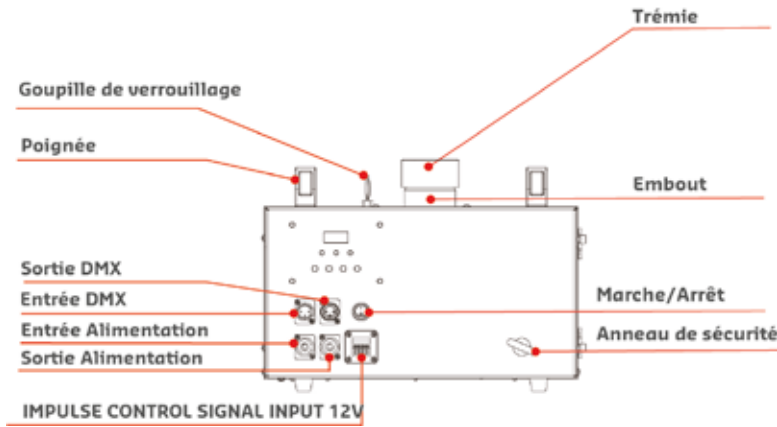 Trémie
Goupille de verrouillage
Poignée
Embout
Sortie DMX
Entrée DMX
Marche/Arrêt
Entrée Alimentation
Anneau de sécurité
Sortie Alimentation
IMPULSE CONTROL SIGNAL INPUT 12V